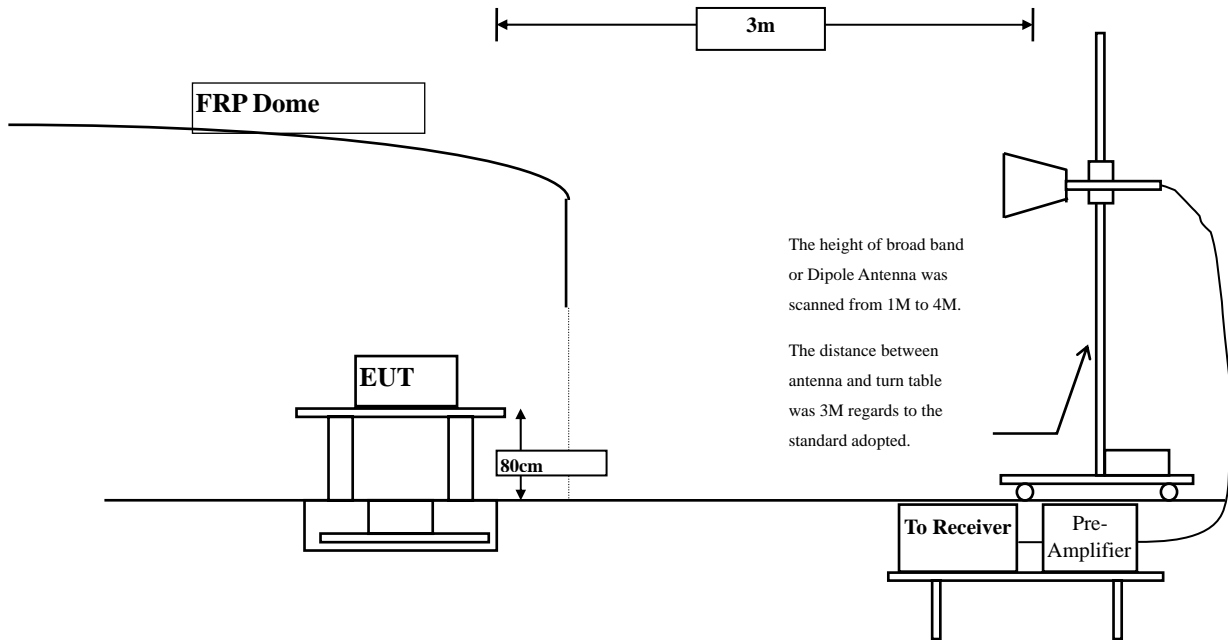 3m
FRP Dome
The height of broad band
or Dipole Antenna was
scanned from 1M to 4M.
The distance between
antenna and turn table
was 3M regards to the
standard adopted.
EUT
80cm
To Receiver
Pre-
Amplifier